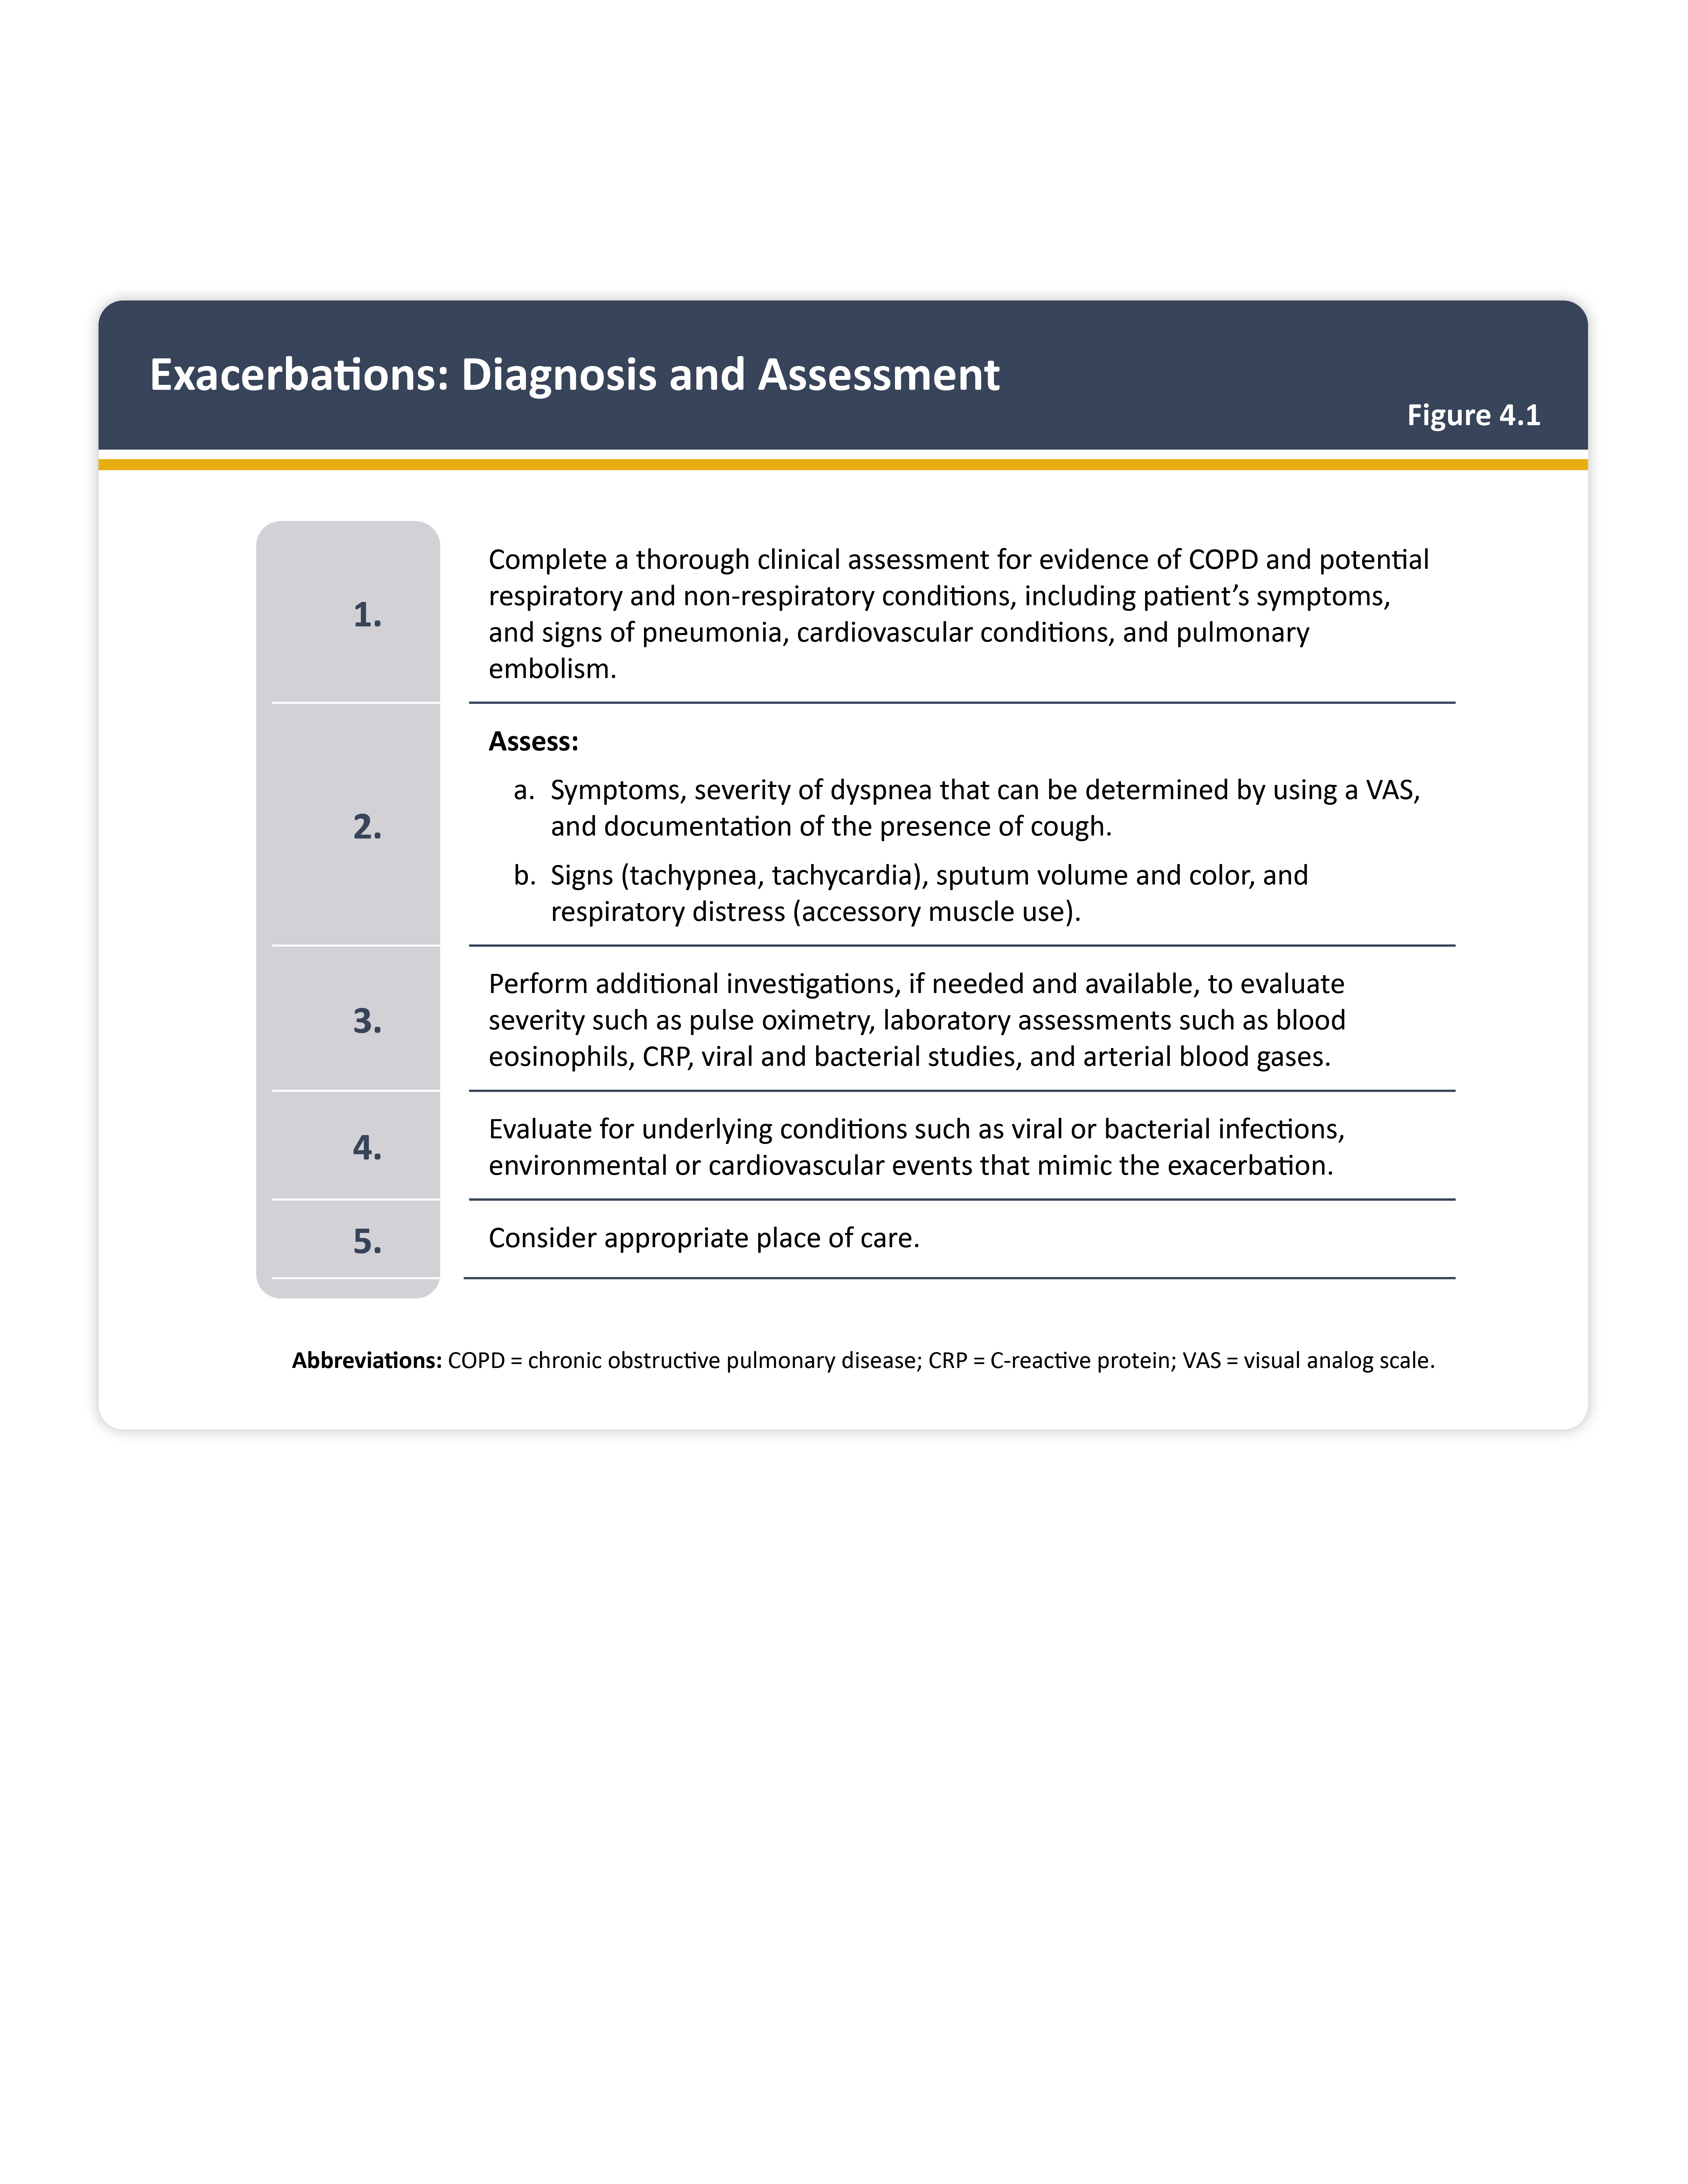 Exacerbations: Diagnosis and Assessment
Figure 4.1
1.
Complete a thorough clinical assessment for evidence of COPD and potential
respiratory and non-respiratory conditions, including patient’s symptoms,
and signs of pneumonia, cardiovascular conditions, and pulmonary
embolism.
2.
Assess:
a. Symptoms, severity of dyspnea that can be determined by using a VAS,
and documentation of the presence of cough.
b. Signs (tachypnea, tachycardia), sputum volume and color, and
respiratory distress (accessory muscle use).
3.
Perform additional investigations, if needed and available, to evaluate
severity such as pulse oximetry, laboratory assessments such as blood
eosinophils, CRP, viral and bacterial studies, and arterial blood gases.
4.
Evaluate for underlying conditions such as viral or bacterial infections,
environmental or cardiovascular events that mimic the exacerbation.
5.
Consider appropriate place of care.
Abbreviations: COPD = chronic obstructive pulmonary disease; CRP = C-reactive protein; VAS = visual analog scale.